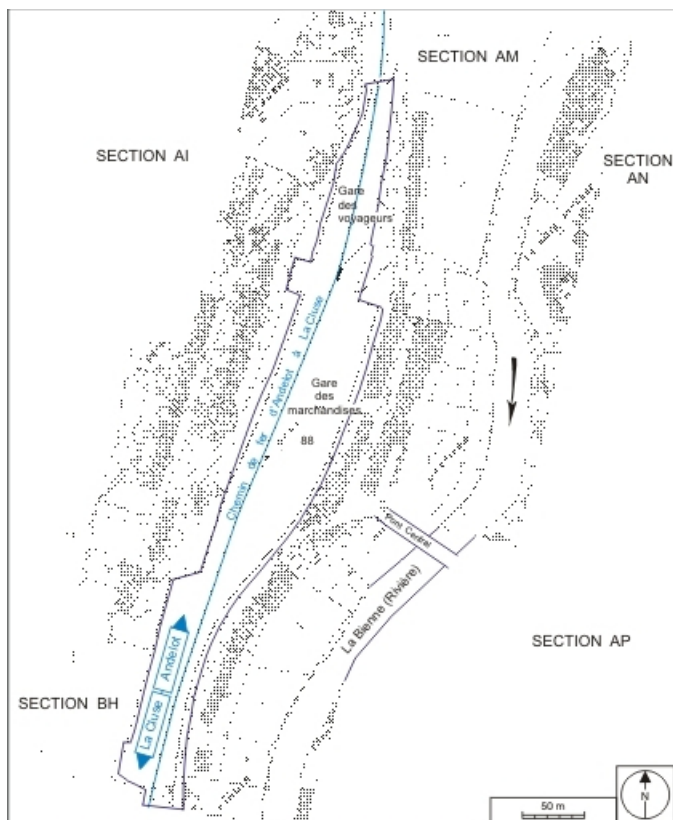 SECTION AM
SECTION AI
SECTION
AN
Gare
des
voyageurs
Chemin de fer d'Andelot à La Cluse
Gare
des
marchandises
88
Pont Central
La Bienne (Rivière)
SECTION AP
Andelot
La Cluse
SECTION BH
50 m
N